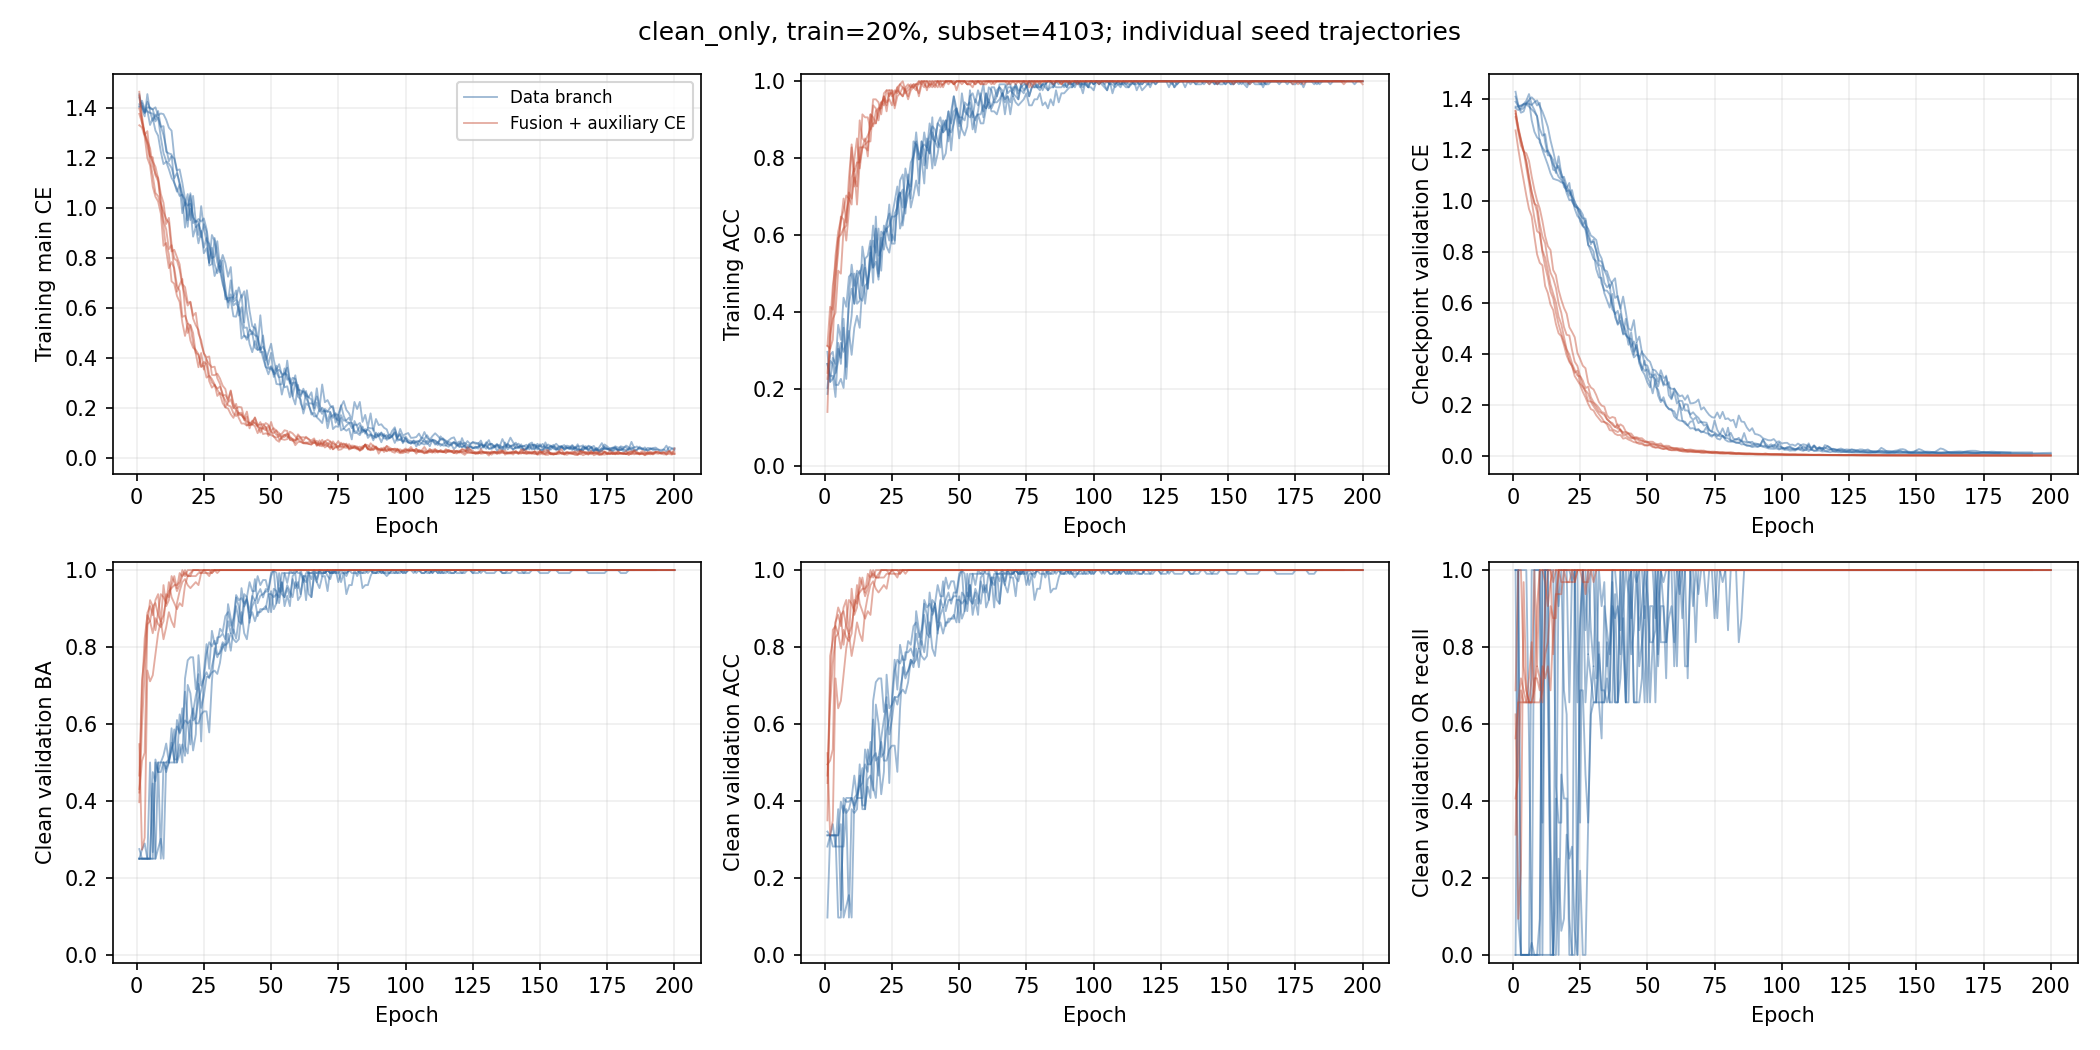 clean_only, train=20%, subset=4103; individual seed trajectories
Training main CE
1.4
1.2
1.0
0.8
0.6
0.4
0.2
0.0
Data branch
Fusion + auxiliary CE
0 25 50 75 100 125 150 175 200
Epoch
Training ACC
1.0
0.8
0.6
0.4
0.2
0.0
0 25 50 75 100 125 150 175 200
Epoch
Checkpoint validation CE
1.4
1.2
1.0
0.8
0.6
0.4
0.2
0.0
0 25 50 75 100 125 150 175 200
Epoch
Clean validation BA
1.0
0.8
0.6
0.4
0.2
0.0
0 25 50 75 100 125 150 175 200
Epoch
Clean validation ACC
1.0
0.8
0.6
0.4
0.2
0.0
0 25 50 75 100 125 150 175 200
Epoch
Clean validation OR recall
1.0
0.8
0.6
0.4
0.2
0.0
0 25 50 75 100 125 150 175 200
Epoch